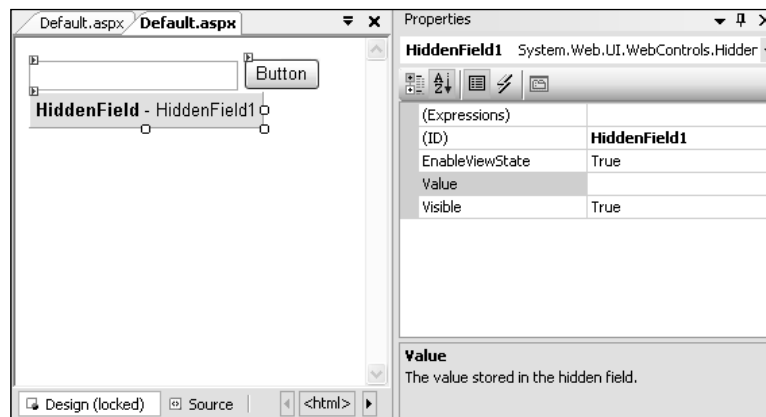 Default.aspx Default.aspx
Button
HiddenField - HiddenField1
Design (locked) Source <html>
Properties
HiddenField1 System.Web.UI.WebControls.Hidder
(Expressions)
(ID) HiddenField1
EnableViewState True
Value
Visible True
Value
The value stored in the hidden field.